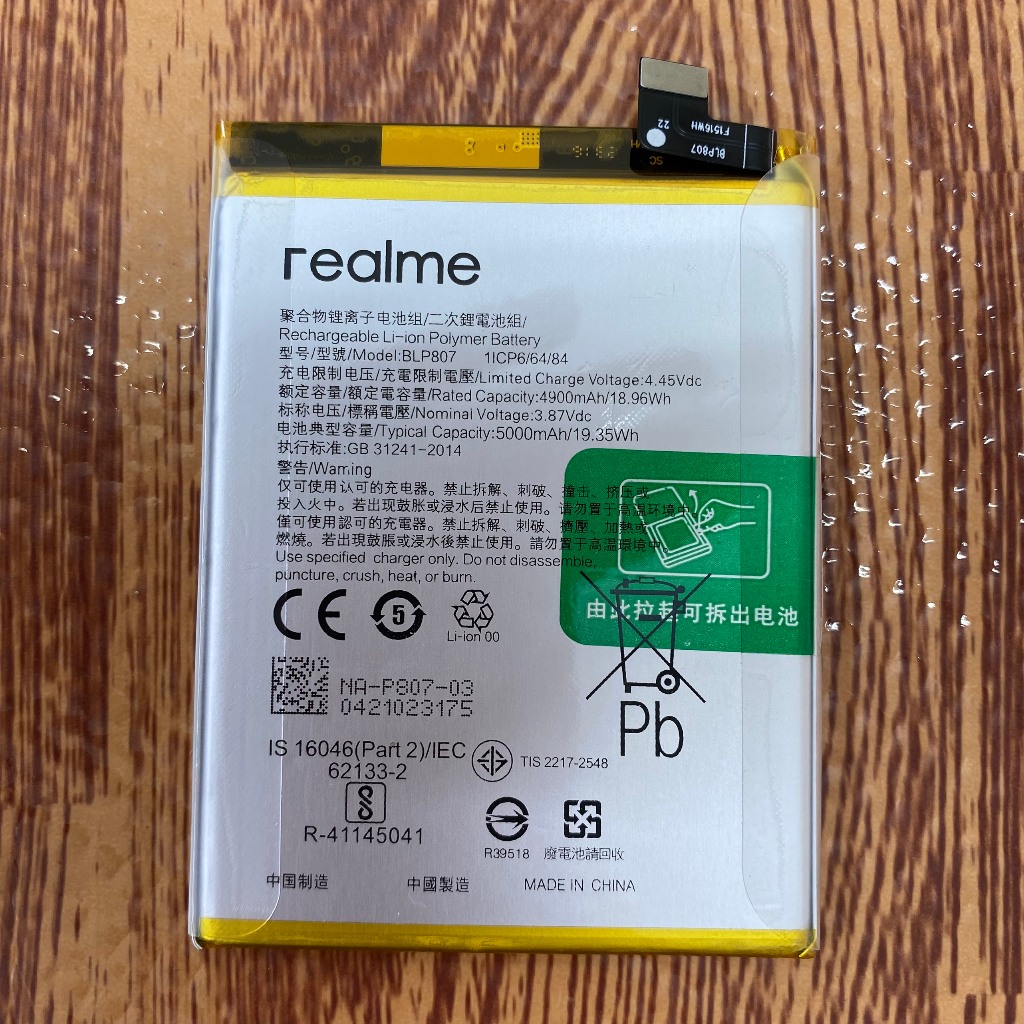 22
F1516WH
BLP807
SC
realme
聚合物锂离子电池组/二次鋰電池組/
Rechargeable Li-ion Polymer Battery
型号/型號/Model:BLP807 1ICP6/64/84
充电限制电压/充電限制電壓/Limited Charge Voltage:4.45Vdc
额定容量/額定電容量/Rated Capacity:4900mAh/18.96Wh
标称电压/標稱電壓/Nominal Voltage:3.87Vdc
电池典型容量/Typical Capacity:5000mAh/19.35Wh
执行标准:GB 31241-2014
警告/Warning
仅可使用认可的充电器。禁止拆解、刺破、撞击、挤压或
投入火中。若出现鼓胀或浸水后禁止使用。请勿置于高温环境中。
僅可使用認可的充電器。禁止拆解、刺破、擠壓、加熱或
燃燒。若出現鼓脹或浸水後禁止使用。請勿置于高溫環境中。
Use specified charger only. Do not disassemble,
puncture, crush, heat, or burn.
由此拉起可拆出电池
CE
5
Li-ion 00
NA-P807-03
0421023175
Pb
IS 16046(Part 2)/IEC
62133-2
TIS 2217-2548
R-41145041
R39518
廢電池請回收
中国制造 中國製造 MADE IN CHINA